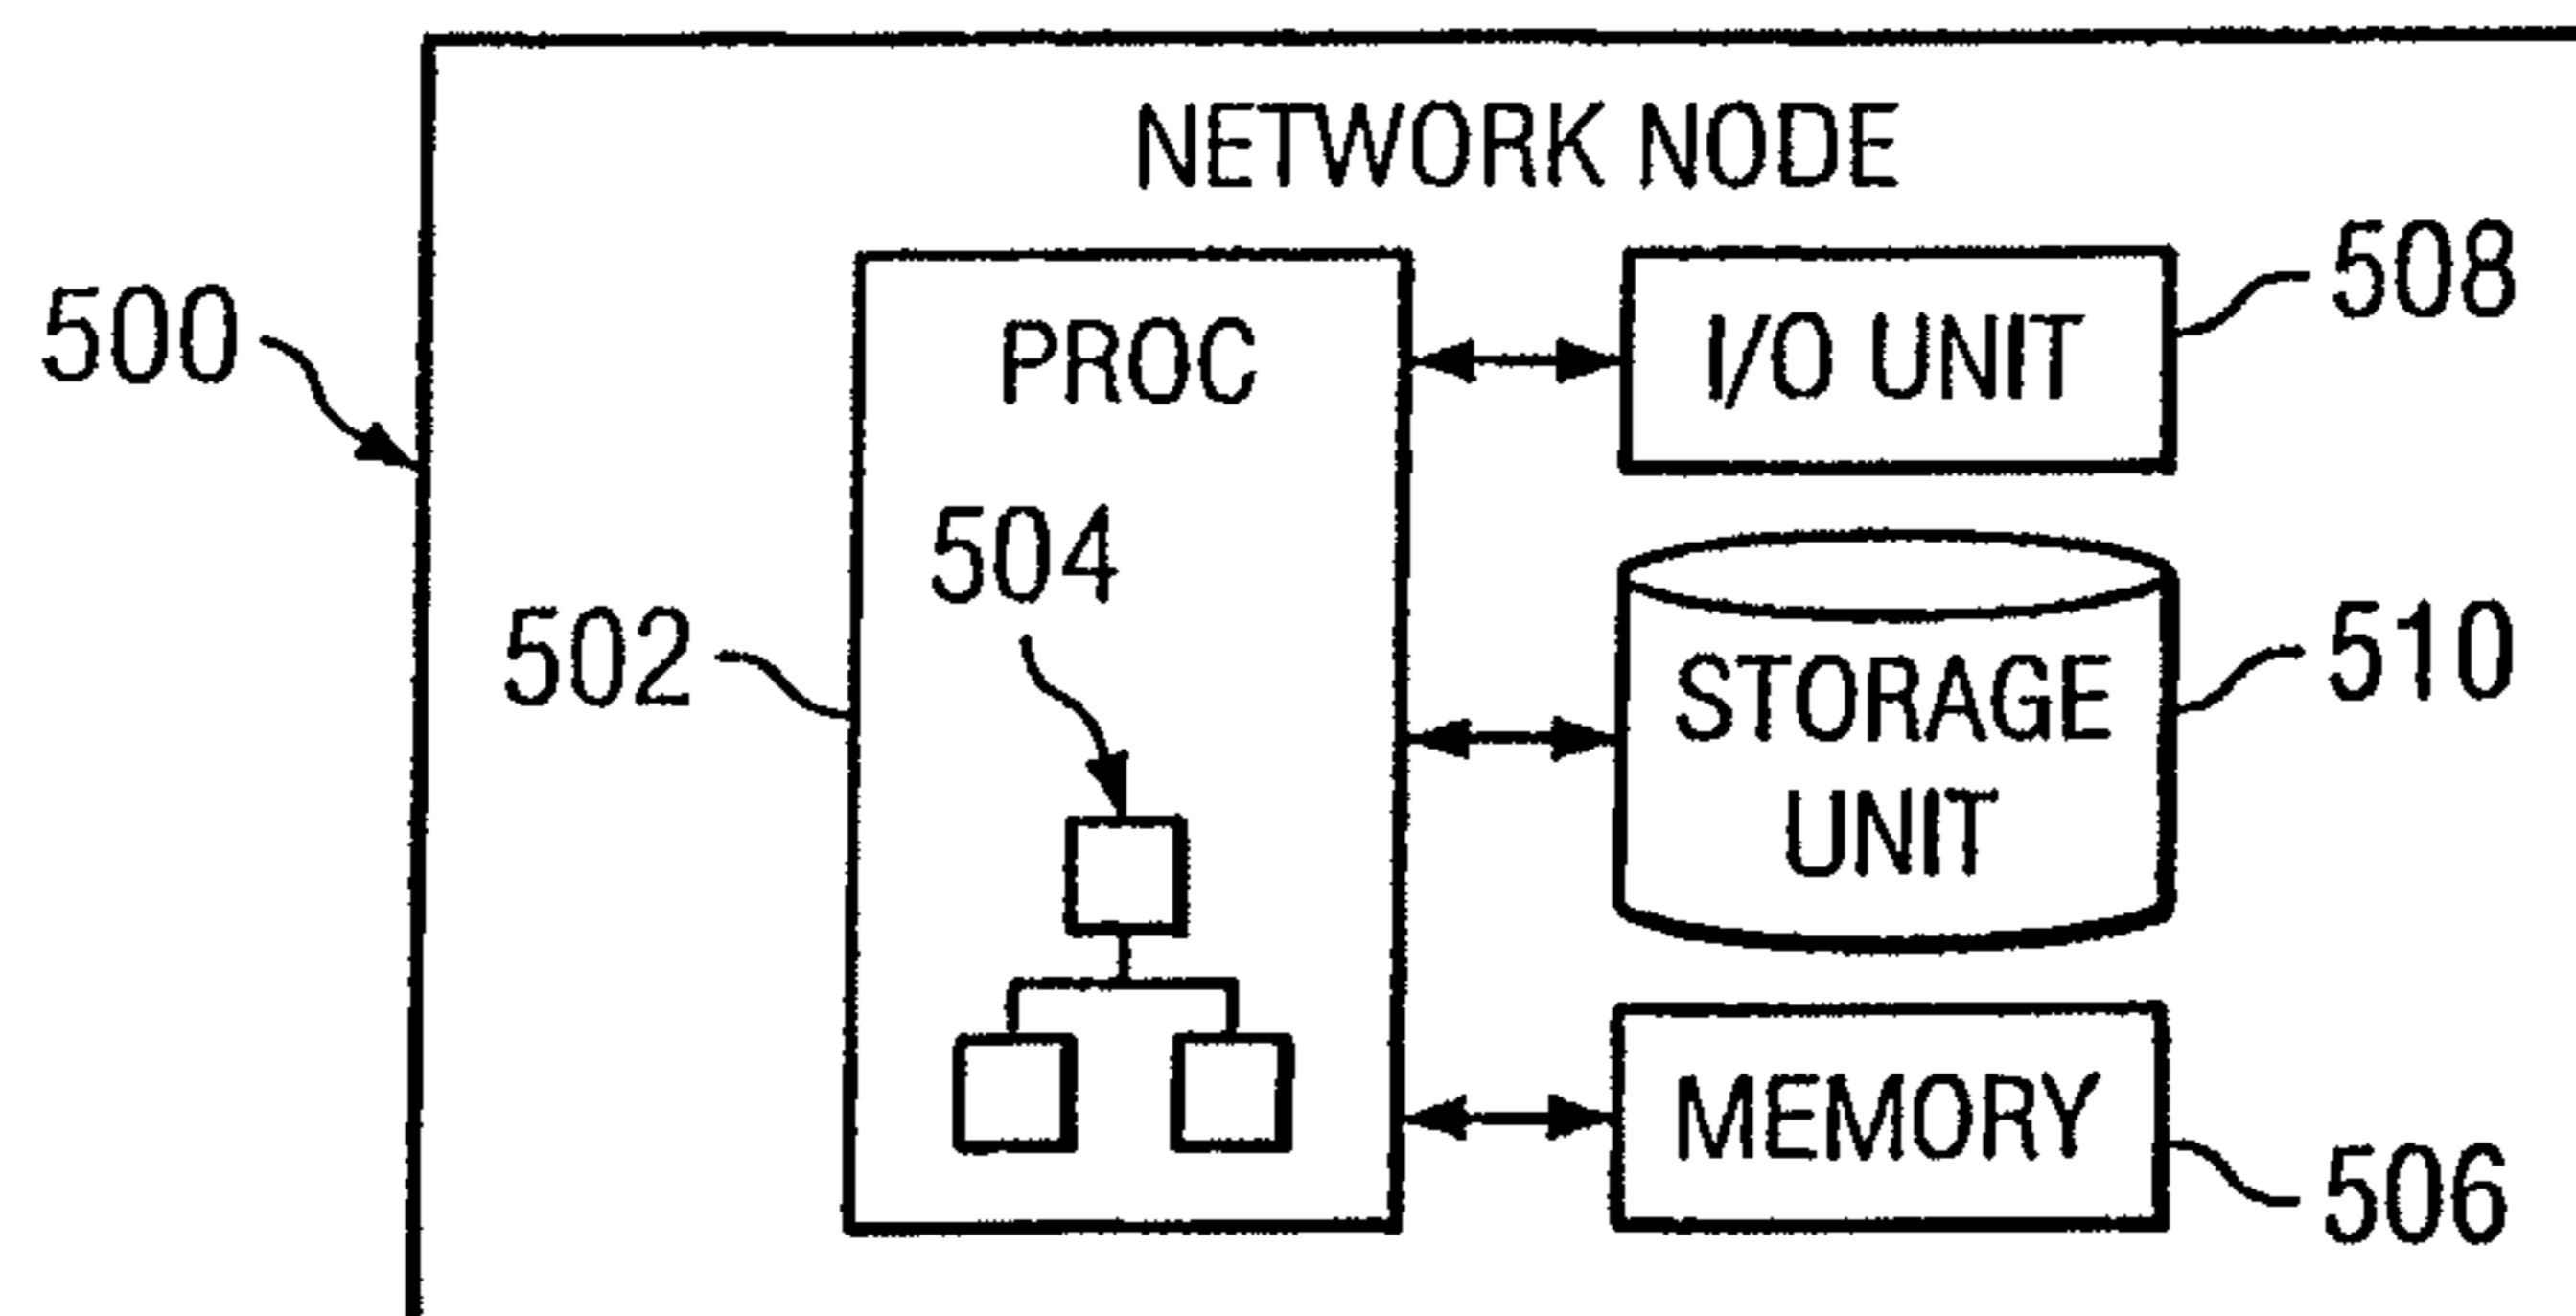 NETWORK NODE
500
PROC
I/O UNIT
508
504
502
STORAGE
UNIT
510
MEMORY
506